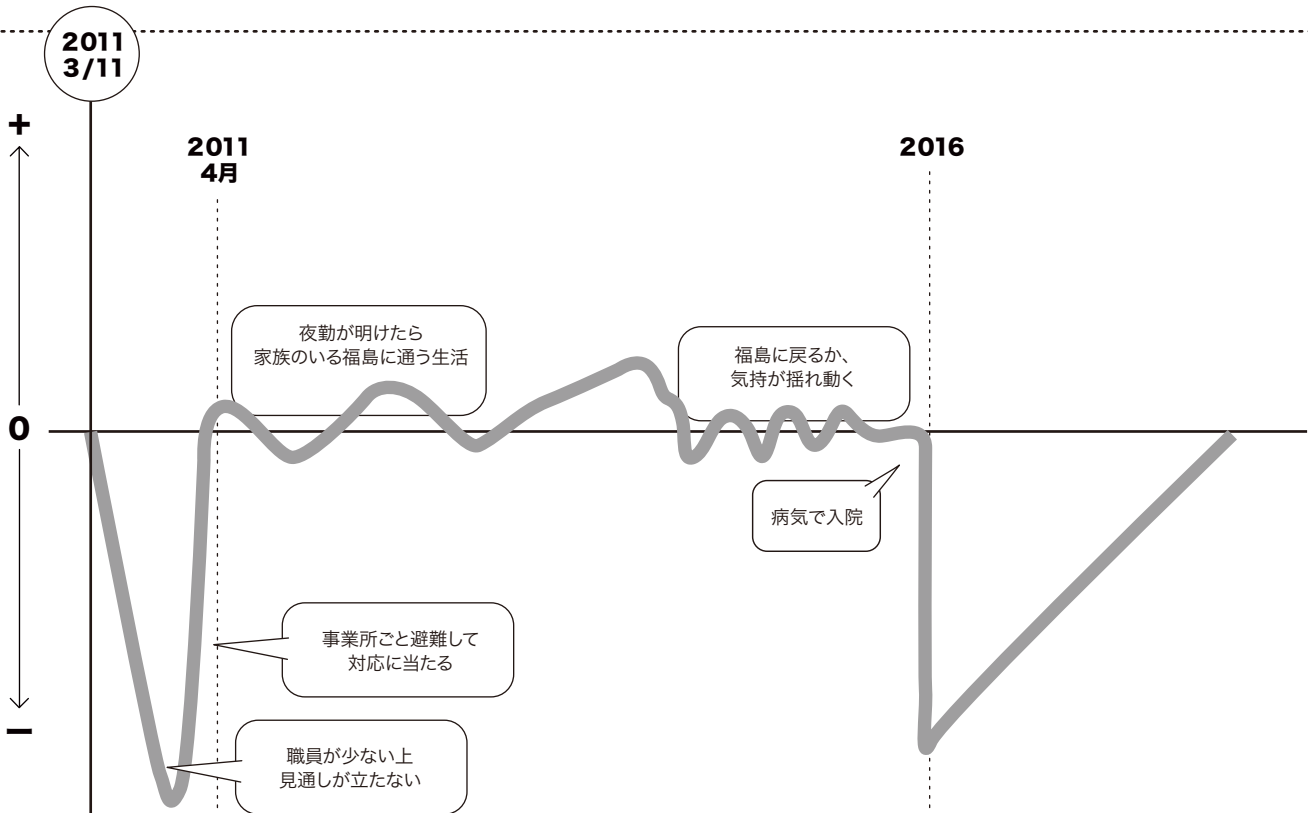 2011
3/11
+
2011
4月
2016
夜勤が明けたら
家族のいる福島に通う生活
福島に戻るか、
気持が揺れ動く
0
病気で入院
事業所ごと避難して
対応に当たる
−
職員が少ない上
見通しが立たない